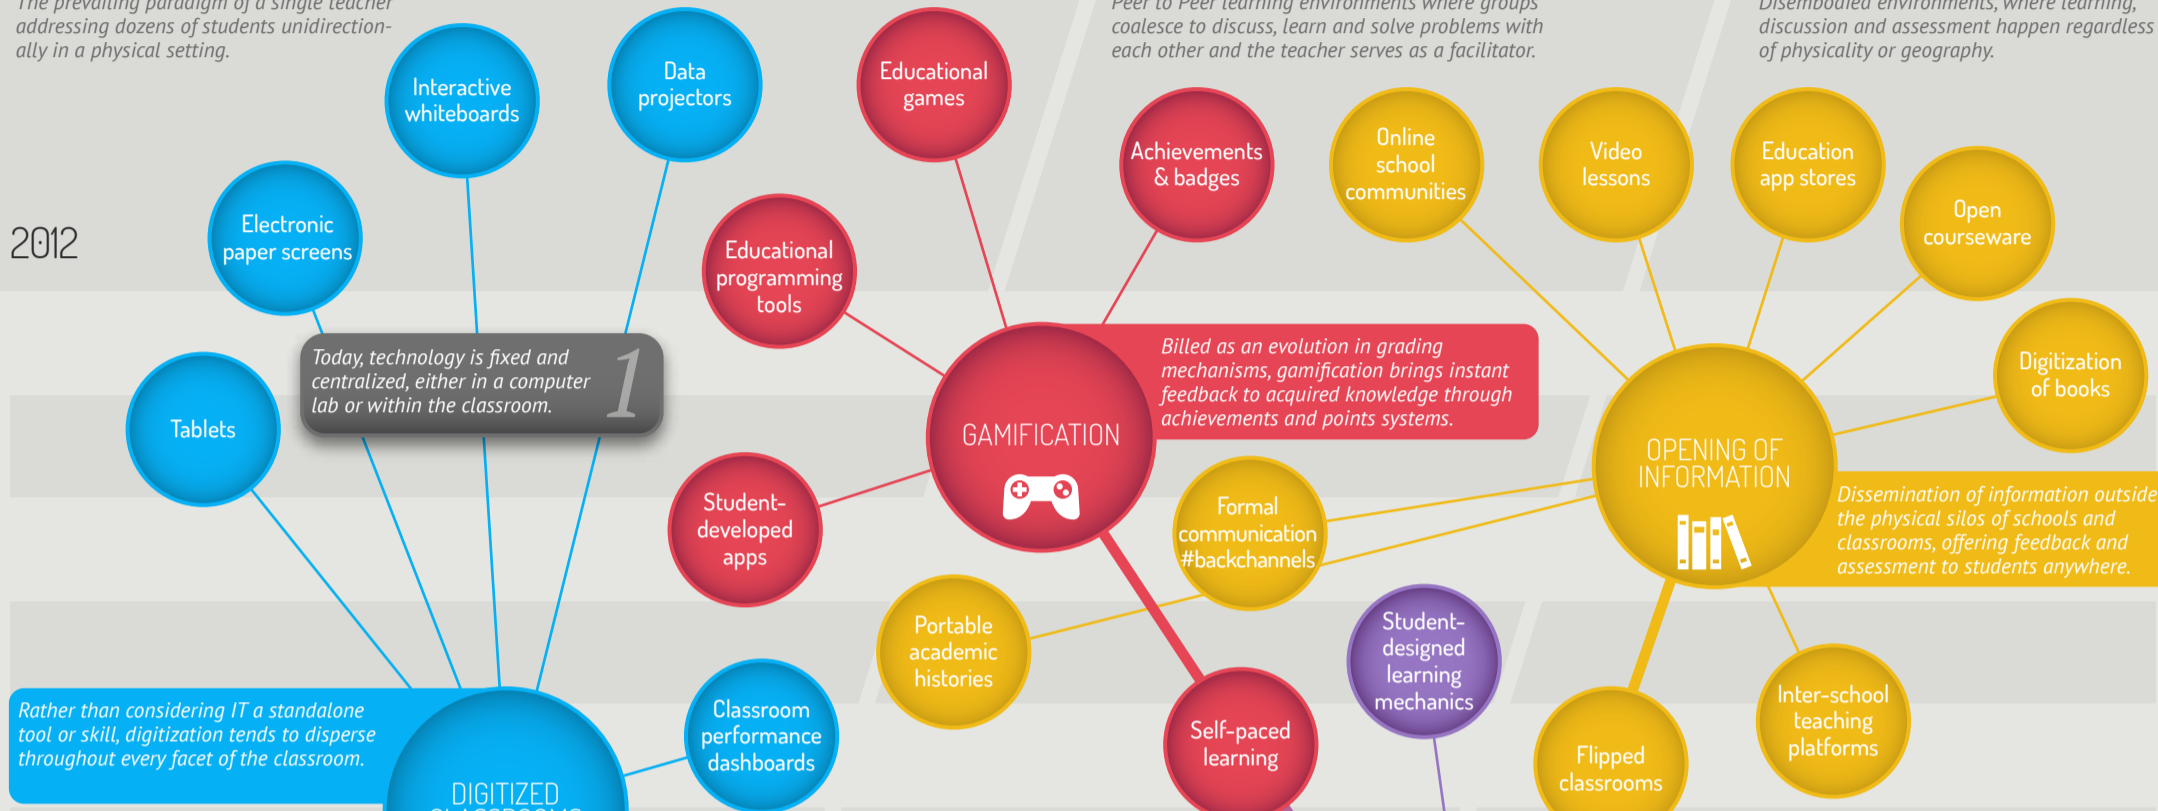 The prevailing paradigm of a single teacher
addressing dozens of students unidirection-
ally in a physical setting.
Peer to Peer learning environments where groups
coalesce to discuss, learn and solve problems with
each other and the teacher serves as a facilitator.
Disembodied environments, where learning,
discussion and assessment happen regardless
of physicality or geography.
2012
Interactive
whiteboards
Data
projectors
Educational
games
Achievements
& badges
Online
school
communities
Video
lessons
Education
app stores
Open
courseware
Electronic
paper screens
Educational
programming
tools
Digitization
of books
Tablets
Today, technology is fixed and
centralized, either in a computer
lab or within the classroom.
1
GAMIFICATION
Billed as an evolution in grading
mechanisms, gamification brings instant
feedback to acquired knowledge through
achievements and points systems.
OPENING OF
INFORMATION
Dissemination of information outside
the physical silos of schools and
classrooms, offering feedback and
assessment to students anywhere.
Student-
developed
apps
Formal
communication
#backchannels
Portable
academic
histories
Student-
designed
learning
mechanics
Rather than considering IT a standalone
tool or skill, digitization tends to disperse
throughout every facet of the classroom.
DIGITIZED
CLASSROOMS
Classroom
performance
dashboards
Self-paced
learning
Flipped
classrooms
Inter-school
teaching
platforms